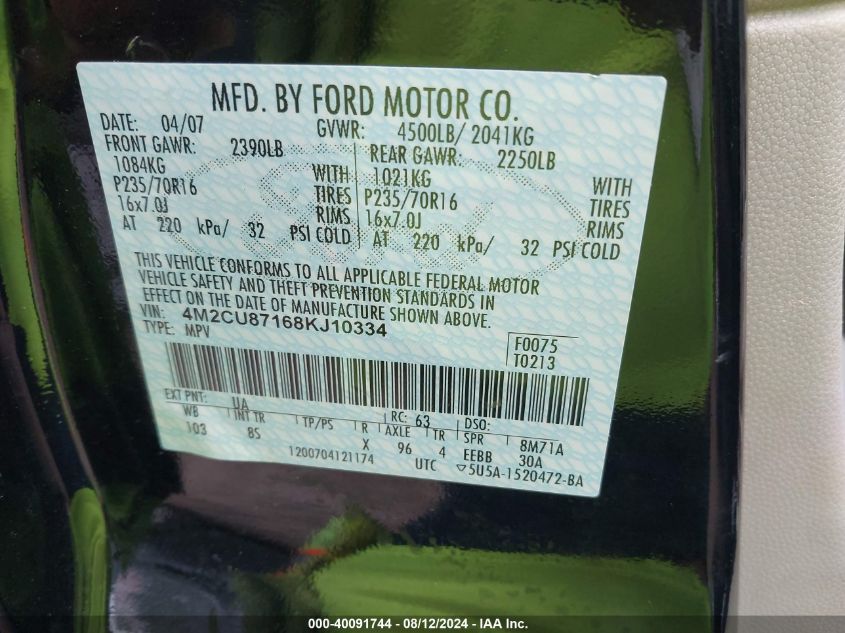 MFD. BY FORD MOTOR CO.
DATE: 04/07 GVWR: 4500LB/ 2041KG
FRONT GAWR: 2390LB REAR GAWR: 2250LB
1084KG WITH 1021KG WITH
P235/70R16 TIRES P235/70R16 TIRES
16x7.0J RIMS 16x7.0J RIMS
AT 220 kPa/ 32 PSI COLD AT 220 kPa/ 32 PSI COLD
THIS VEHICLE CONFORMS TO ALL APPLICABLE FEDERAL MOTOR
VEHICLE SAFETY AND THEFT PREVENTION STANDARDS IN
EFFECT ON THE DATE OF MANUFACTURE SHOWN ABOVE.
VIN: 4M2CU87168KJ10334
TYPE: MPV
F0075
T0213
EXT PNT: UA RC: 63 DSO:
WB INT TR TP/PS R AXLE TR SPR 8M71A
103 85 X 96 4 EEBB 30A
1200704121174 UTC ▽5U5A-1520472-BA
000-40091744 - 08/12/2024 - IAA Inc.